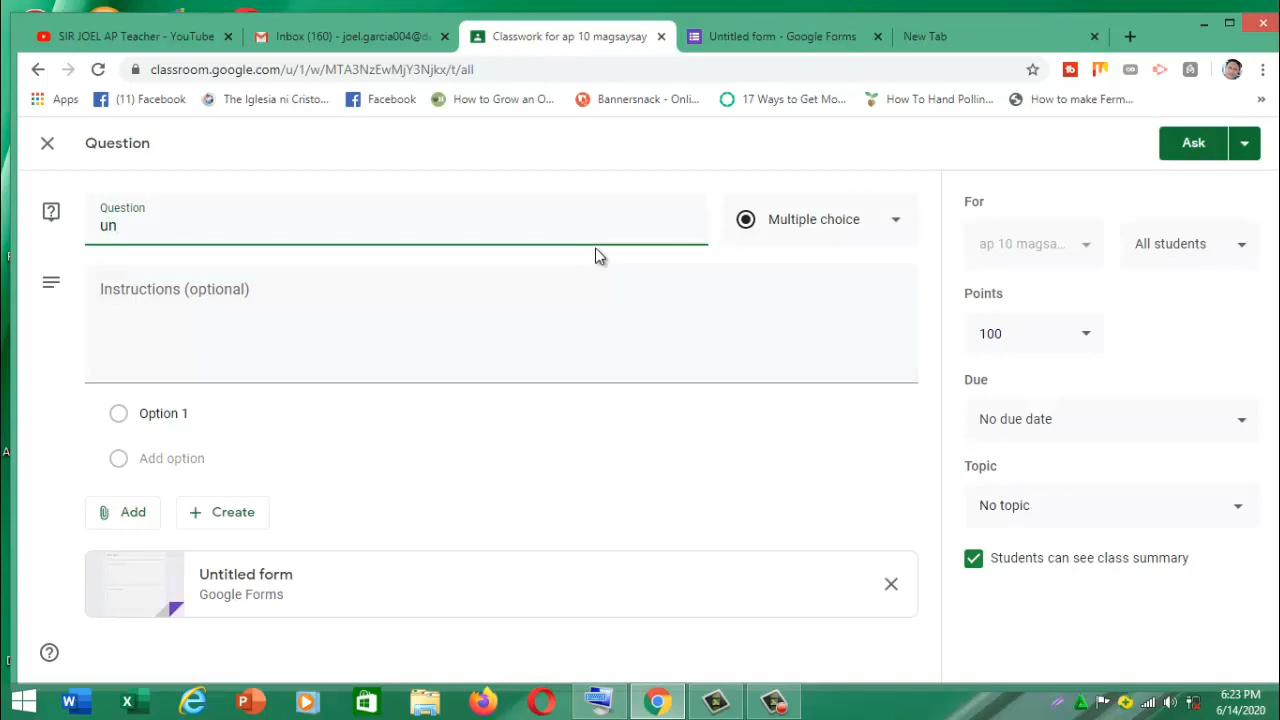 SIR JOEL AP Teacher - YouTube
Inbox (160) - joel.garcia004@d
Classwork for ap 10 magsaysay
Untitled form - Google Forms
New Tab
classroom.google.com/u/1/w/MTA3NzEwMjY3Njkx/t/all
Apps
(11) Facebook
The Iglesia ni Cristo...
Facebook
How to Grow an O...
Bannersnack - Onli...
17 Ways to Get Mo...
How To Hand Pollin...
How to make Ferm...
Question
Ask
Question
un
Multiple choice
Instructions (optional)
Option 1
Add option
Add
Create
Untitled form
Google Forms
For
ap 10 magsa...
All students
Points
100
Due
No due date
Topic
No topic
Students can see class summary
6:23 PM
6/14/2020